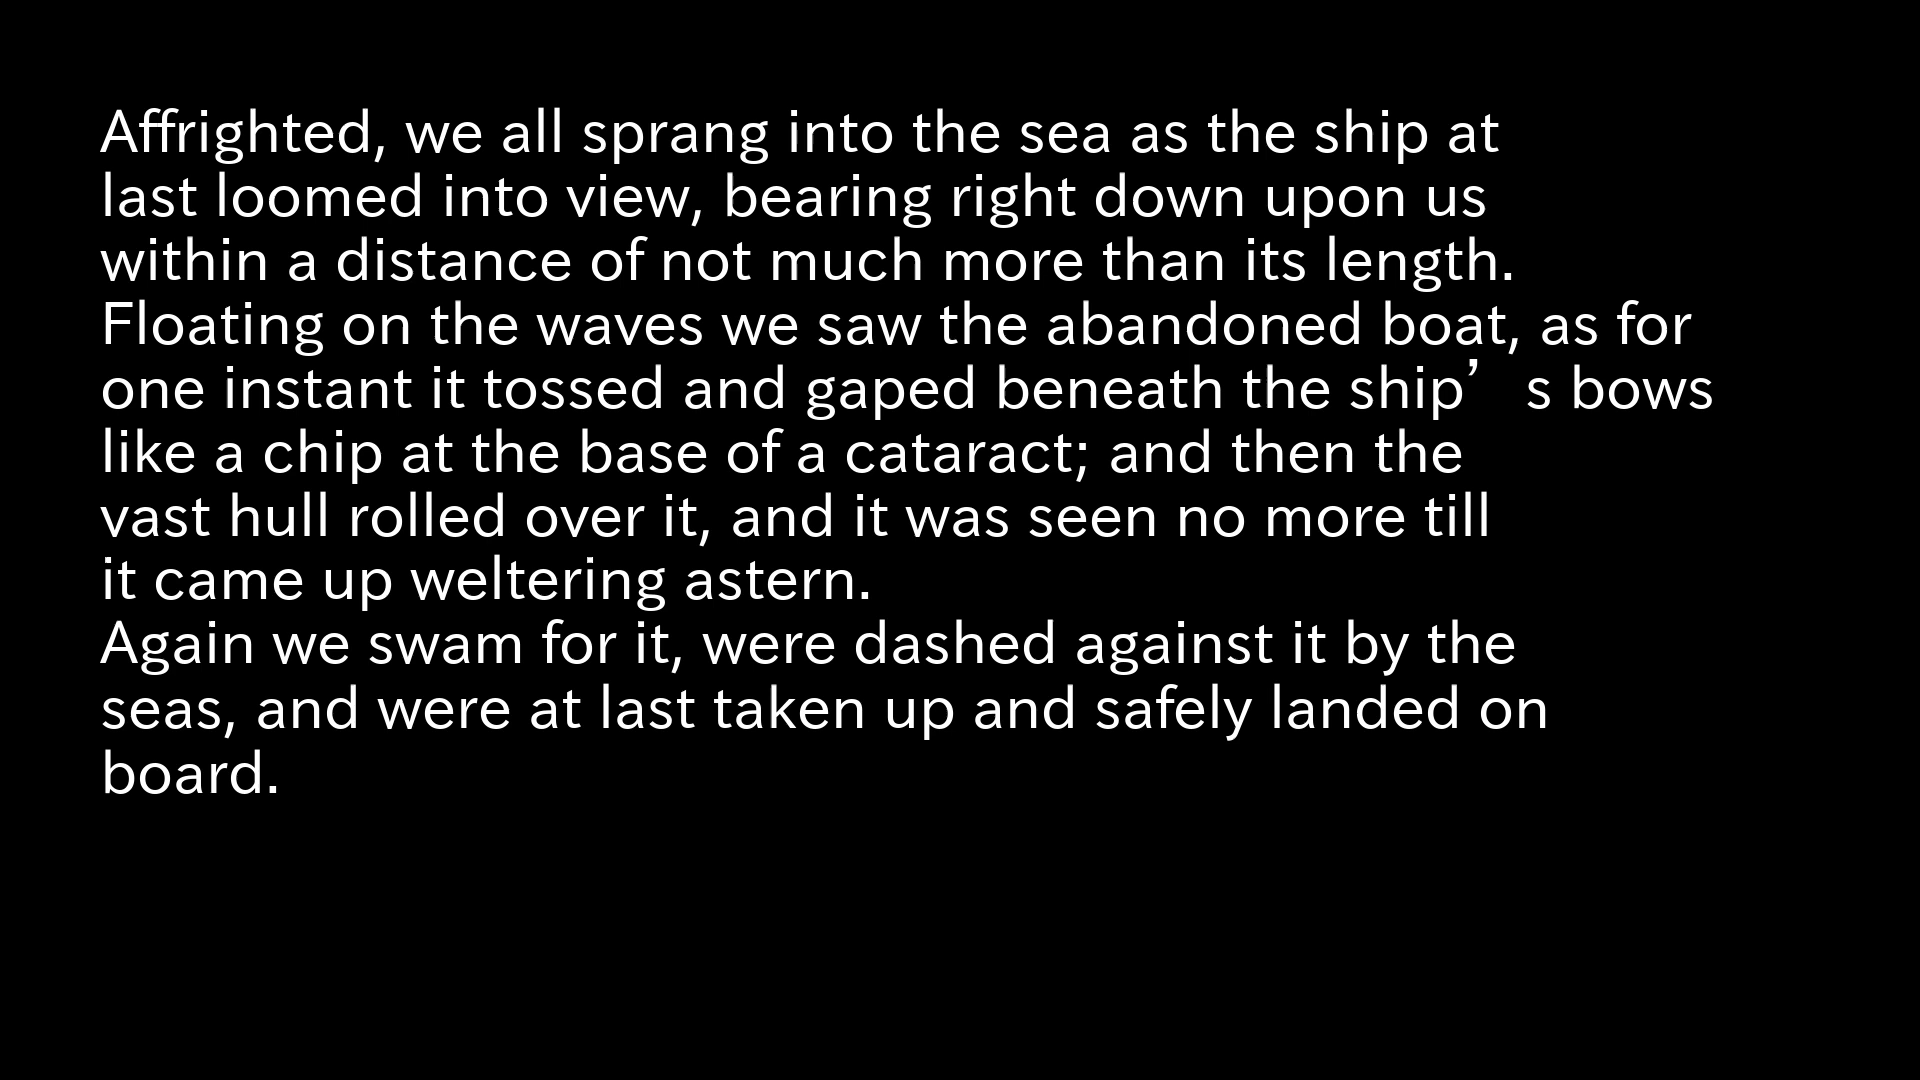 Affrighted, we all sprang into the sea as the ship at
last loomed into view, bearing right down upon us
within a distance of not much more than its length.
Floating on the waves we saw the abandoned boat, as for
one instant it tossed and gaped beneath the ship’s bows
like a chip at the base of a cataract; and then the
vast hull rolled over it, and it was seen no more till
it came up weltering astern.
Again we swam for it, were dashed against it by the
seas, and were at last taken up and safely landed on
board.